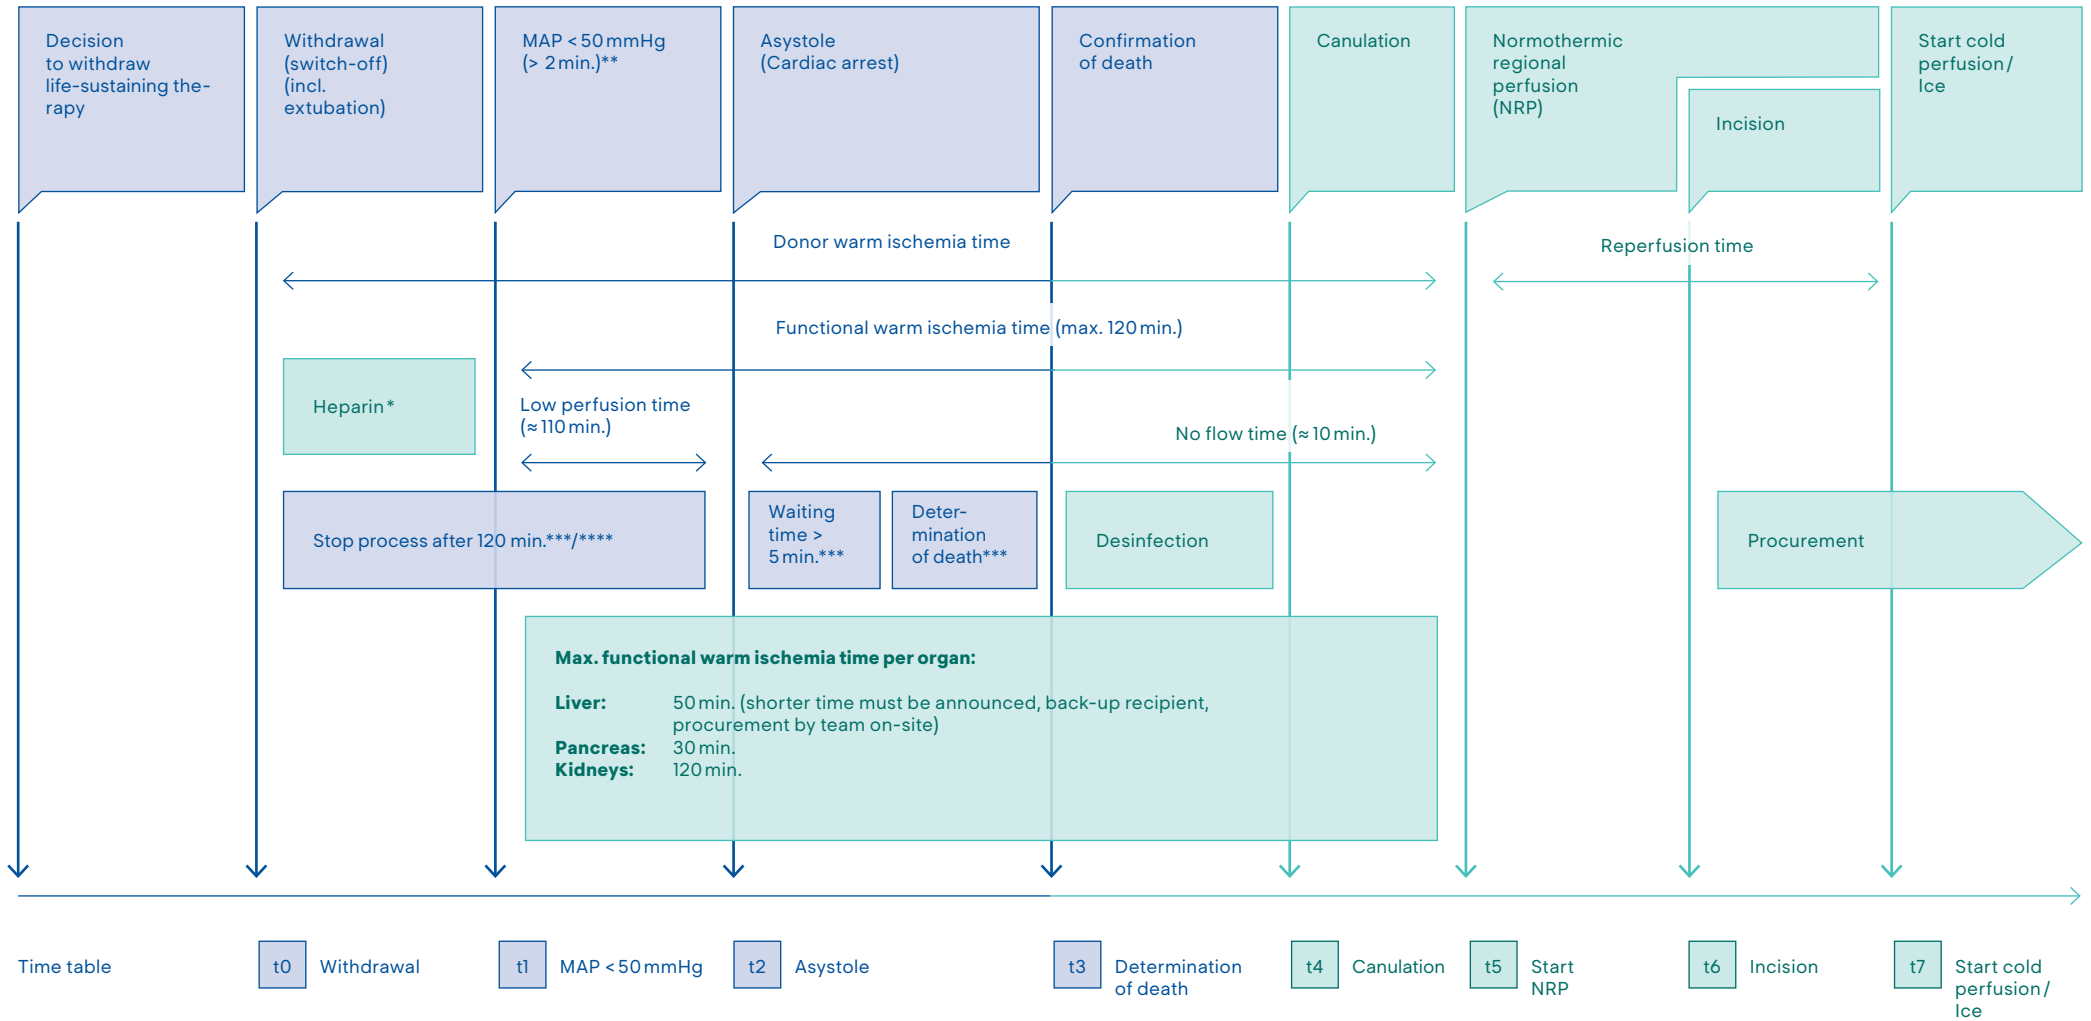 Decision
to withdraw
life-sustaining the-
rapy
Withdrawal
(switch-off)
(incl.
extubation)
MAP < 50 mmHg
(> 2 min.)**
Asystole
(Cardiac arrest)
Confirmation
of death
Canulation
Normothermic
regional
perfusion
(NRP)
Incision
Start cold
perfusion /
Ice
Donor warm ischemia time
Reperfusion time
Functional warm ischemia time (max. 120 min.)
Heparin *
Low perfusion time
(≈ 110 min.)
No flow time (≈ 10 min.)
Stop process after 120 min.***/****
Waiting
time >
5 min.***
Deter-
mination
of death***
Desinfection
Procurement
Max. functional warm ischemia time per organ:
Liver: 50 min. (shorter time must be announced, back-up recipient,
procurement by team on-site)
Pancreas: 30 min.
Kidneys: 120 min.
Time table
t0 Withdrawal
t1 MAP < 50 mmHg
t2 Asystole
t3 Determination
of death
t4 Canulation
t5 Start
NRP
t6 Incision
t7 Start cold
perfusion /
Ice